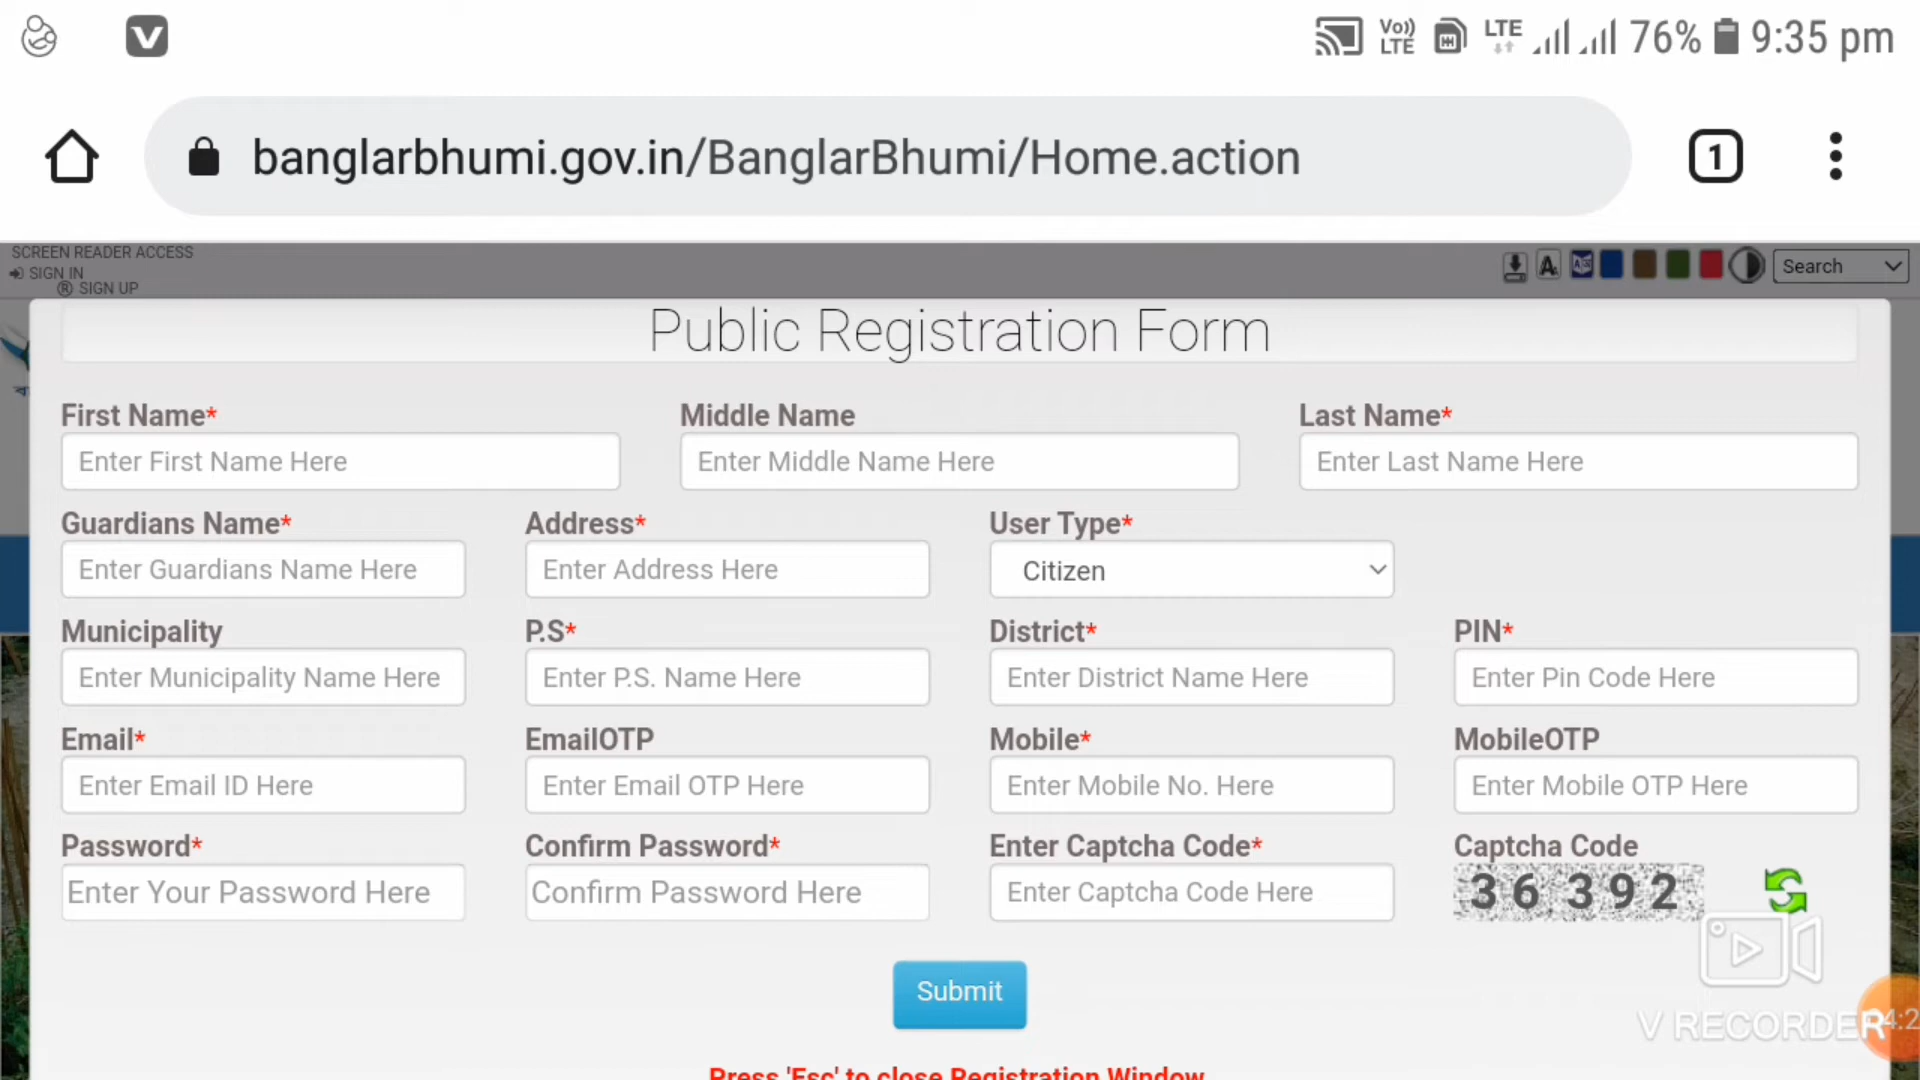 V
Vo)) LTE LTE 76% 9:35 pm
banglarbhumi.gov.in/BanglarBhumi/Home.action
1
SCREEN READER ACCESS
SIGN IN
® SIGN UP
A
Search
Public Registration Form
First Name* Middle Name Last Name*
Enter First Name Here Enter Middle Name Here Enter Last Name Here
Guardians Name* Address* User Type*
Enter Guardians Name Here Enter Address Here Citizen
Municipality P.S* District* PIN*
Enter Municipality Name Here Enter P.S. Name Here Enter District Name Here Enter Pin Code Here
Email* EmailOTP Mobile* MobileOTP
Enter Email ID Here Enter Email OTP Here Enter Mobile No. Here Enter Mobile OTP Here
Password* Confirm Password* Enter Captcha Code* Captcha Code
Enter Your Password Here Confirm Password Here Enter Captcha Code Here 36392
Submit
V RECORDER
Press 'Esc' to close Registration Window